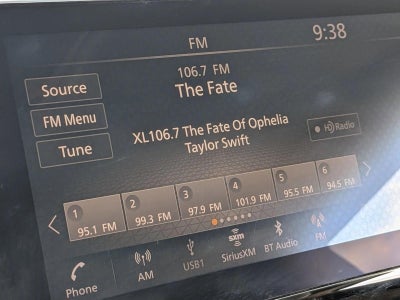 FM 9:38
106.7 FM
The Fate
Source
FM Menu
Tune
XL106.7 The Fate Of Ophelia
Taylor Swift
HD Radio
1 2 3 4 5 6
95.1 FM 99.3 FM 97.9 FM 101.9 FM 95.5 FM 94.5 FM
Phone AM USB1 sxm SiriusXM BT Audio FM